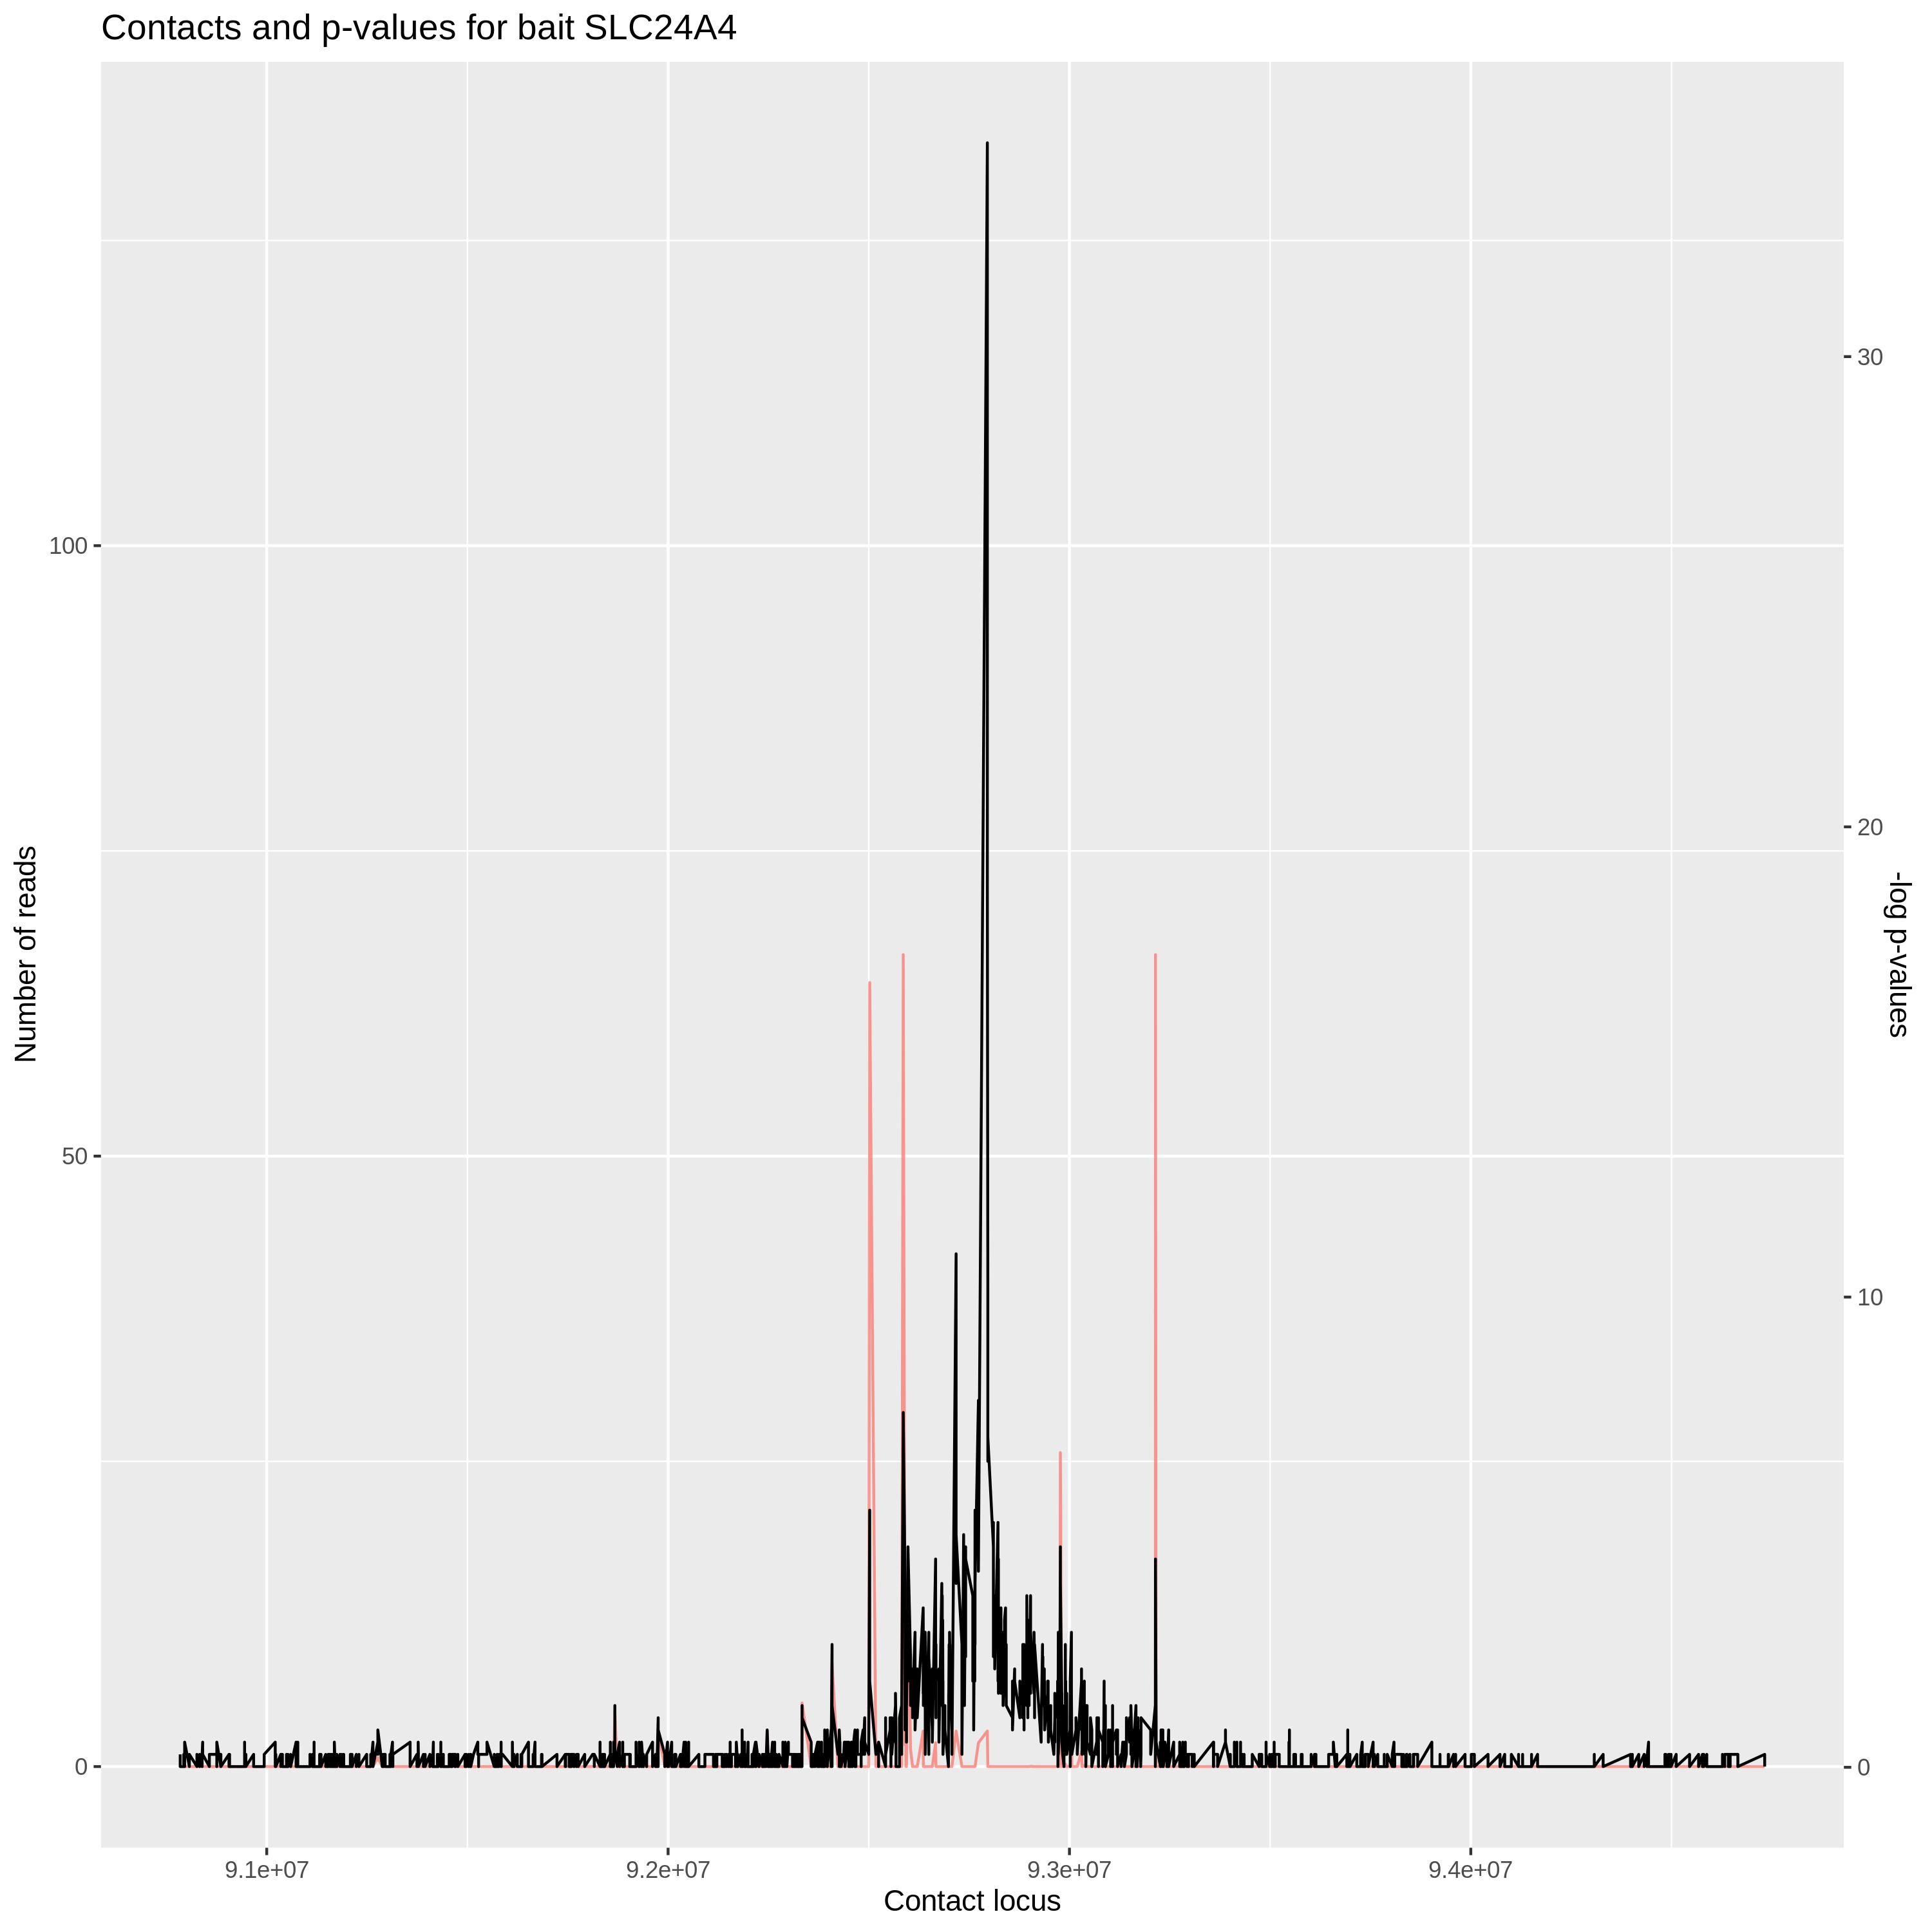 Contacts and p-values for bait SLC24A4
Number of reads
100
50
0
30
20
10
0
-log p-values
9.1e+07 9.2e+07 9.3e+07 9.4e+07
Contact locus